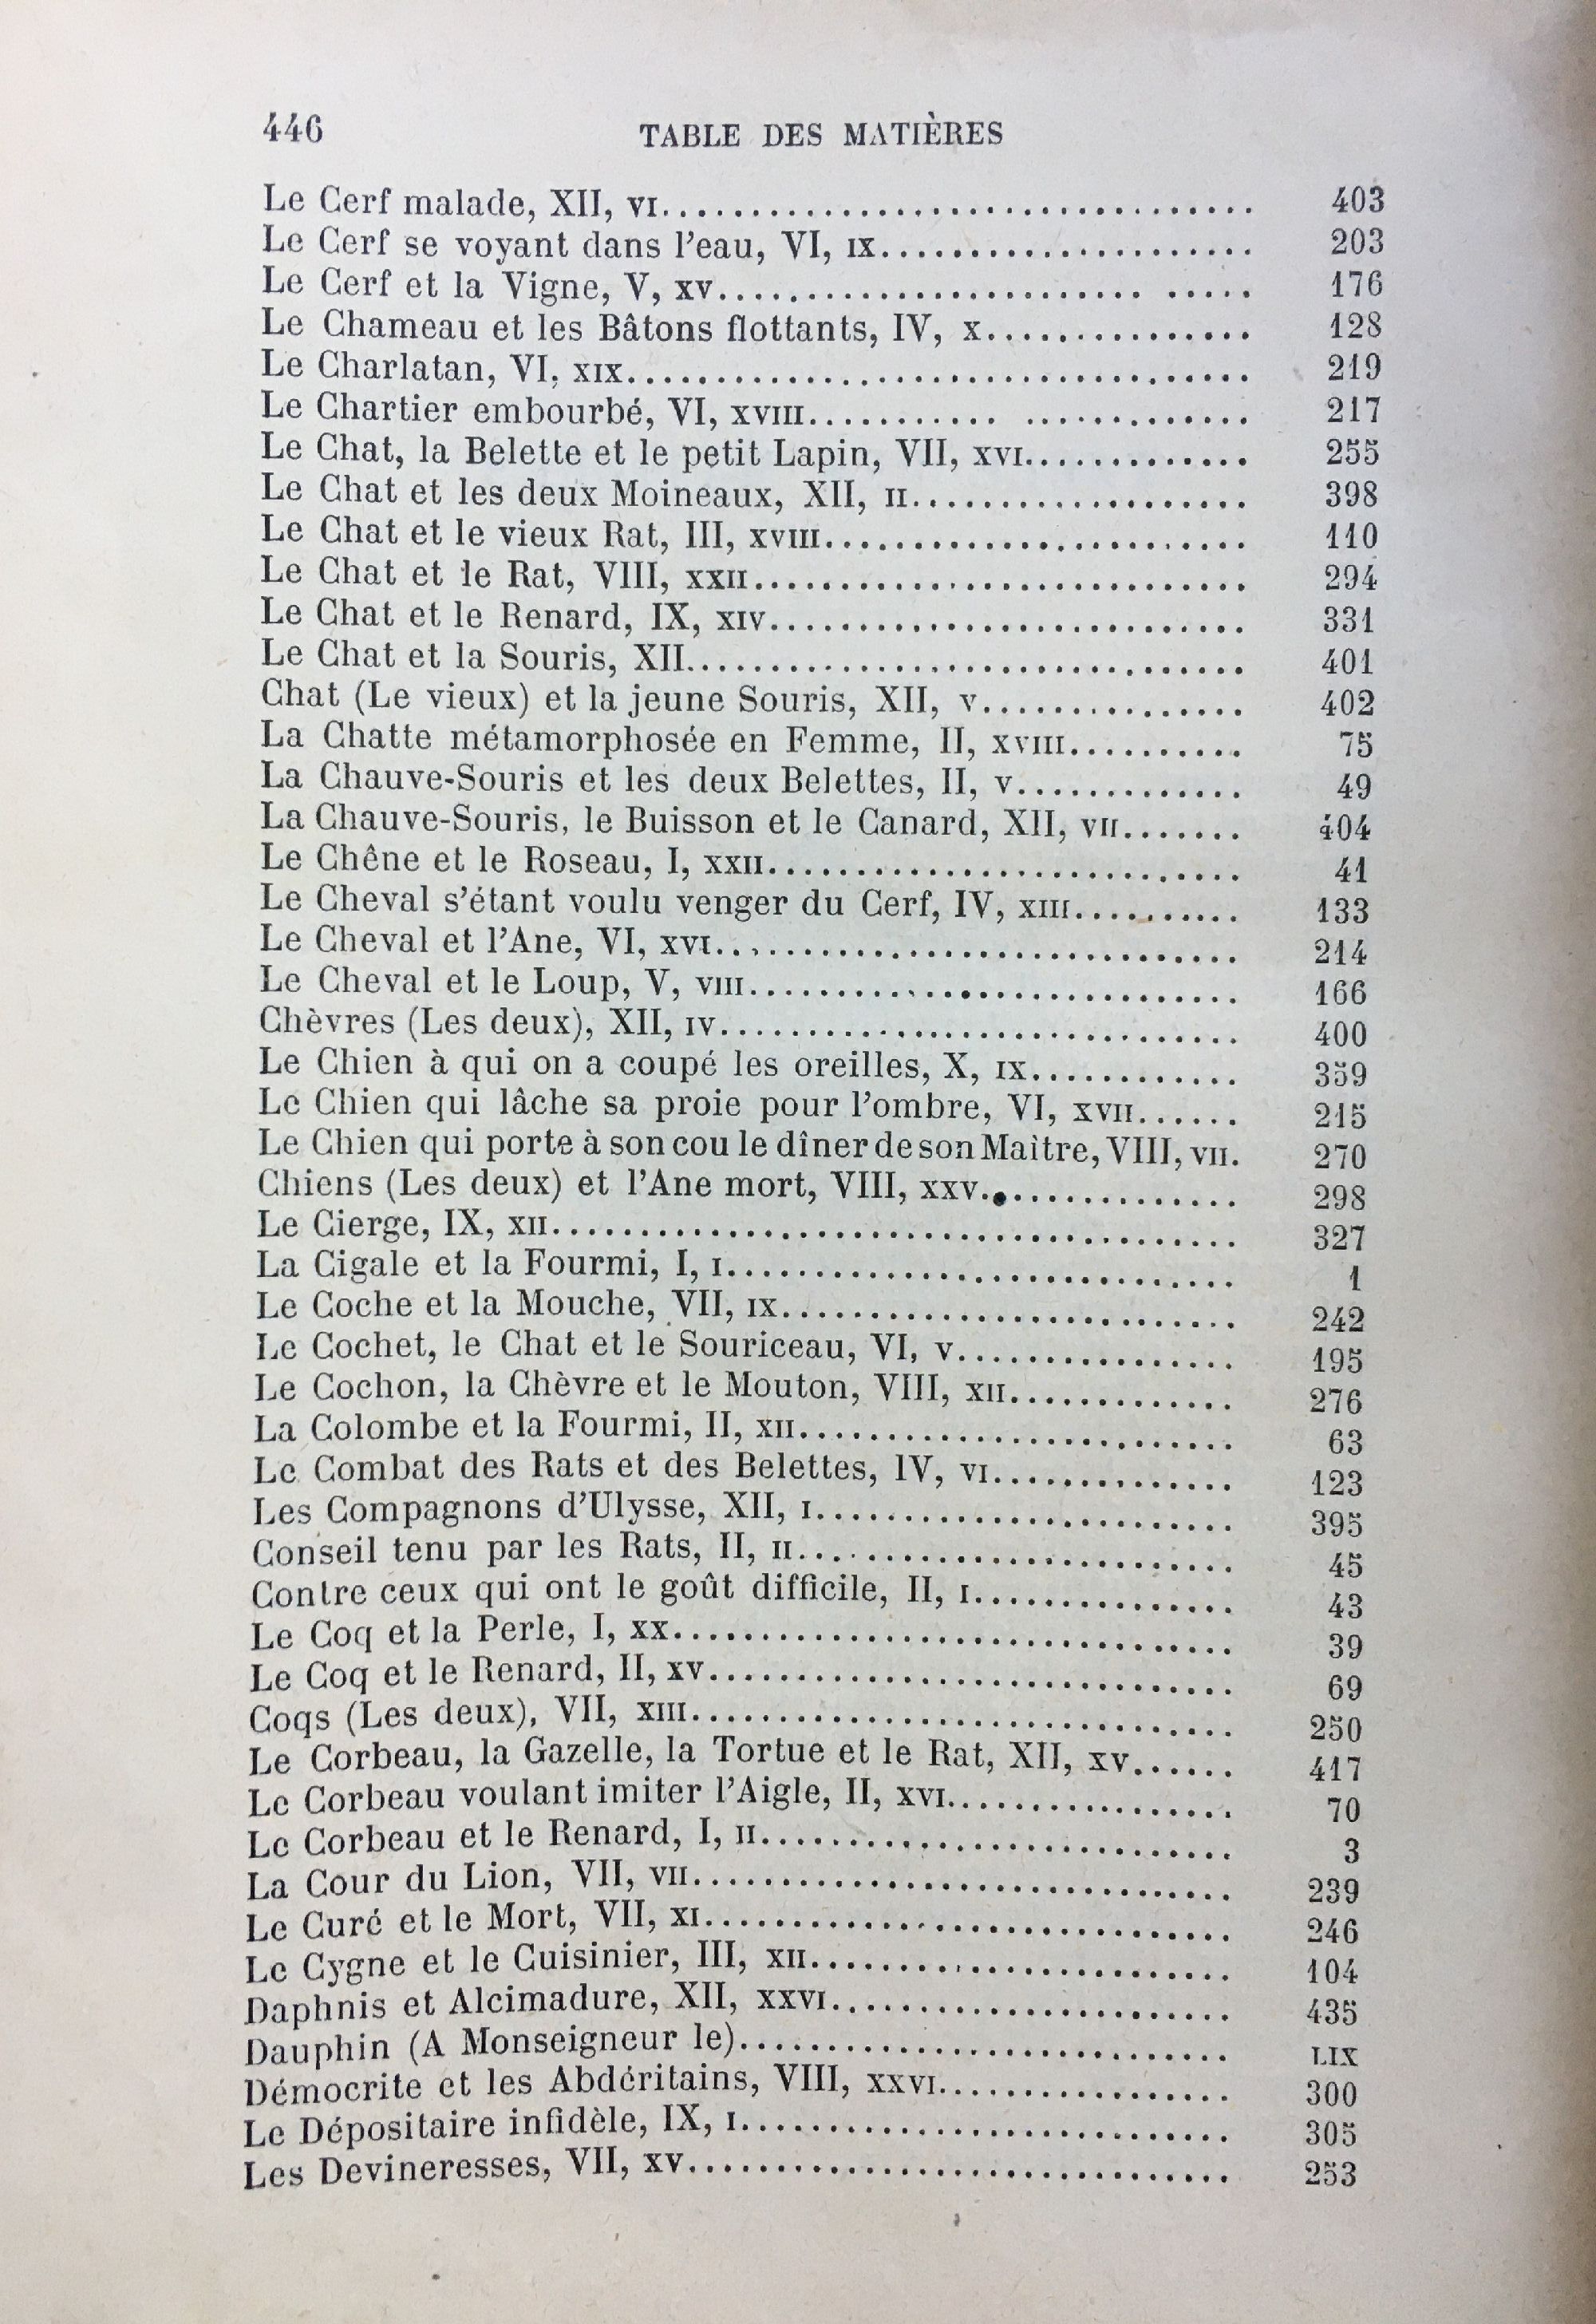 446 TABLE DES MATIÈRES
Le Cerf malade, XII, VI.................................. 403
Le Cerf se voyant dans l'eau, VI, IX...................... 203
Le Cerf et la Vigne, V, XV........................ ..... 176
Le Chameau et les Bâtons flottants, IV, X................ 128
Le Charlatan, VI, XIX................................... 219
Le Chartier embourbé, VI, XVIII........... ............. 217
Le Chat, la Belette et le petit Lapin, VII, XVI............. 255
Le Chat et les deux Moineaux, XII, II.................... 398
Le Chat et le vieux Rat, III, XVIII........................ 110
Le Chat et le Rat, VIII, XXII............................ 294
Le Chat et le Renard, IX, XIV........................... 331
Le Chat et la Souris, XII................................ 401
Chat (Le vieux) et la jeune Souris, XII, V............... 402
La Chatte métamorphosée en Femme, II, XVIII.......... 75
La Chauve-Souris et les deux Belettes, II, V............. 49
La Chauve-Souris, le Buisson et le Canard, XII, VII....... 404
Le Chêne et le Roseau, I, XXII........................... 41
Le Cheval s'étant voulu venger du Cerf, IV, XIII.......... 133
Le Cheval et l'Ane, VI, XVI.............................. 214
Le Cheval et le Loup, V, VIII............................ 166
Chèvres (Les deux), XII, IV.............................. 400
Le Chien à qui on a coupé les oreilles, X, IX............ 359
Le Chien qui lâche sa proie pour l'ombre, VI, XVII...... 215
Le Chien qui porte à son cou le dîner de son Maître, VIII, VII. 270
Chiens (Les deux) et l'Ane mort, VIII, XXV............... 298
Le Cierge, IX, XII....................................... 327
La Cigale et la Fourmi, I, I............................. 1
Le Coche et la Mouche, VII, IX.......................... 242
Le Cochet, le Chat et le Souriceau, VI, V................ 195
Le Cochon, la Chèvre et le Mouton, VIII, XII............. 276
La Colombe et la Fourmi, II, XII......................... 63
Le Combat des Rats et des Belettes, IV, VI.............. 123
Les Compagnons d'Ulysse, XII, I........................ 395
Conseil tenu par les Rats, II, II......................... 45
Contre ceux qui ont le goût difficile, II, I............... 43
Le Coq et la Perle, I, XX................................ 39
Le Coq et le Renard, II, XV.............................. 69
Coqs (Les deux), VII, XIII............................... 250
Le Corbeau, la Gazelle, la Tortue et le Rat, XII, XV...... 417
Le Corbeau voulant imiter l'Aigle, II, XVI................. 70
Le Corbeau et le Renard, I, II........................... 3
La Cour du Lion, VII, VII................................ 239
Le Curé et le Mort, VII, XI............................... 246
Le Cygne et le Cuisinier, III, XII........................ 104
Daphnis et Alcimadure, XII, XXVI....................... 435
Dauphin (A Monseigneur le)............................ LIX
Démocrite et les Abdéritains, VIII, XXVI................. 300
Le Dépositaire infidèle, IX, I............................ 305
Les Devineresses, VII, XV............................... 253